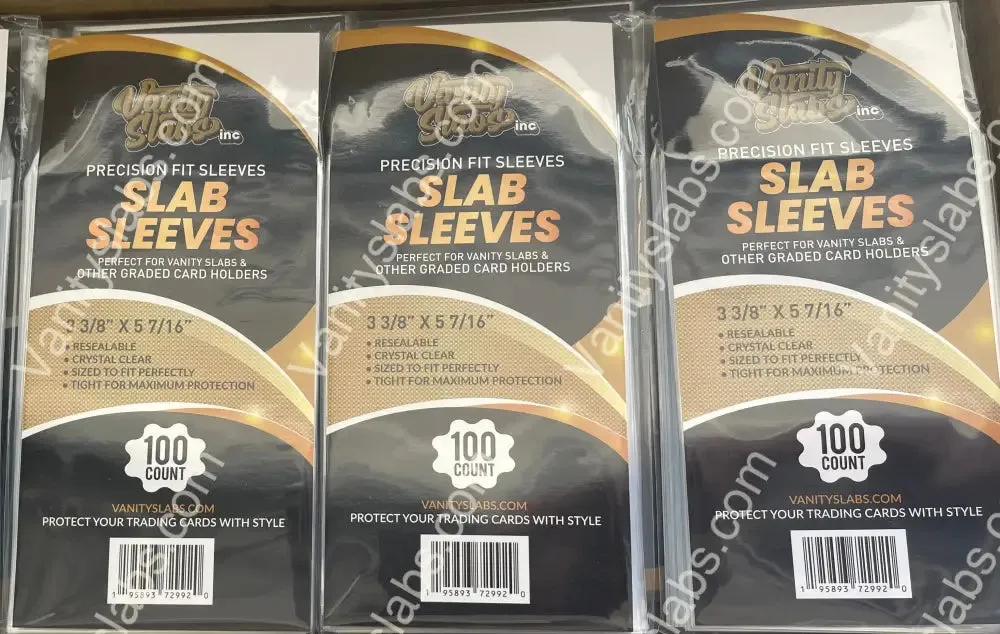 Vanity
Slabs inc
PRECISION FIT SLEEVES
SLAB
SLEEVES
PERFECT FOR VANITY SLABS &
OTHER GRADED CARD HOLDERS
3 3/8” X 5 7/16”
• RESEALABLE
• CRYSTAL CLEAR
• SIZED TO FIT PERFECTLY
• TIGHT FOR MAXIMUM PROTECTION
100
COUNT
VANITYSLABS.COM
PROTECT YOUR TRADING CARDS WITH STYLE
1 95893 72992 0
Vanity
Slabs inc
PRECISION FIT SLEEVES
SLAB
SLEEVES
PERFECT FOR VANITY SLABS &
OTHER GRADED CARD HOLDERS
3 3/8” X 5 7/16”
• RESEALABLE
• CRYSTAL CLEAR
• SIZED TO FIT PERFECTLY
• TIGHT FOR MAXIMUM PROTECTION
100
COUNT
VANITYSLABS.COM
PROTECT YOUR TRADING CARDS WITH STYLE
1 95893 72992 0
Vanity
Slabs inc
PRECISION FIT SLEEVES
SLAB
SLEEVES
PERFECT FOR VANITY SLABS &
OTHER GRADED CARD HOLDERS
3 3/8” X 5 7/16”
• RESEALABLE
• CRYSTAL CLEAR
• SIZED TO FIT PERFECTLY
• TIGHT FOR MAXIMUM PROTECTION
100
COUNT
VANITYSLABS.COM
PROTECT YOUR TRADING CARDS WITH STYLE
1 95893 72992 0
Vanityslabs.com
Vanityslabs.com
Vanityslabs.com